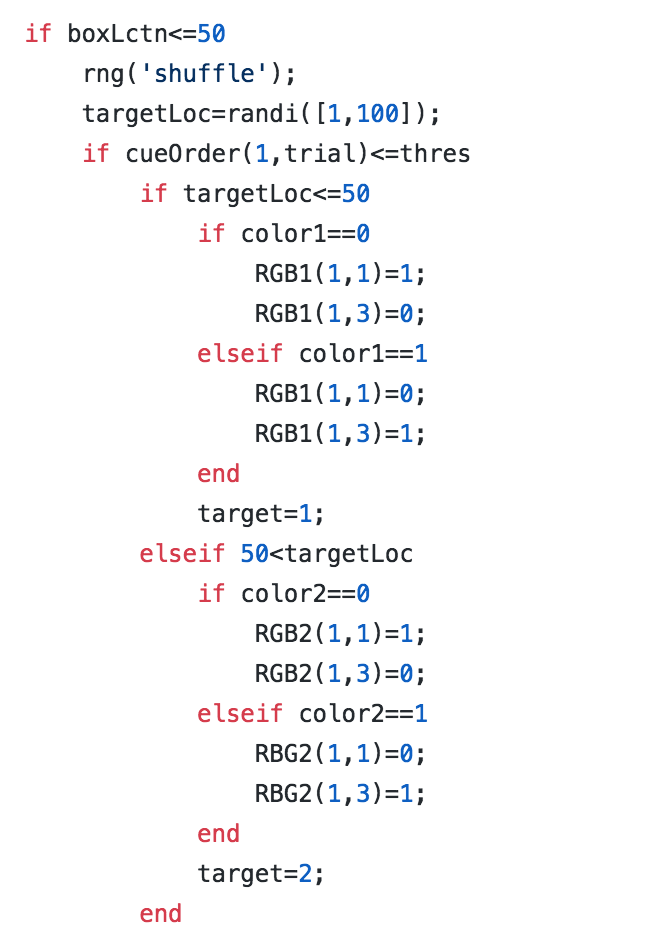 if boxLctn<=50
    rng('shuffle');
    targetLoc=randi([1,100]);
    if cueOrder(1,trial)<=thres
        if targetLoc<=50
            if color1==0
                RGB1(1,1)=1;
                RGB1(1,3)=0;
            elseif color1==1
                RGB1(1,1)=0;
                RGB1(1,3)=1;
            end
            target=1;
        elseif 50<targetLoc
            if color2==0
                RGB2(1,1)=1;
                RGB2(1,3)=0;
            elseif color2==1
                RBG2(1,1)=0;
                RBG2(1,3)=1;
            end
            target=2;
        end